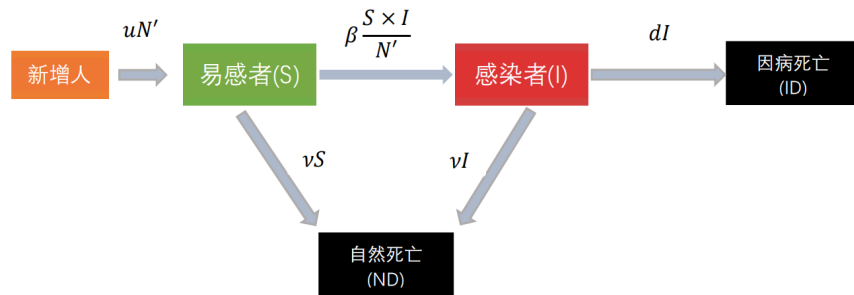 uN′
β S × I / N′
dI
新增人
易感者(S)
感染者(I)
因病死亡
(ID)
νS
νI
自然死亡
(ND)